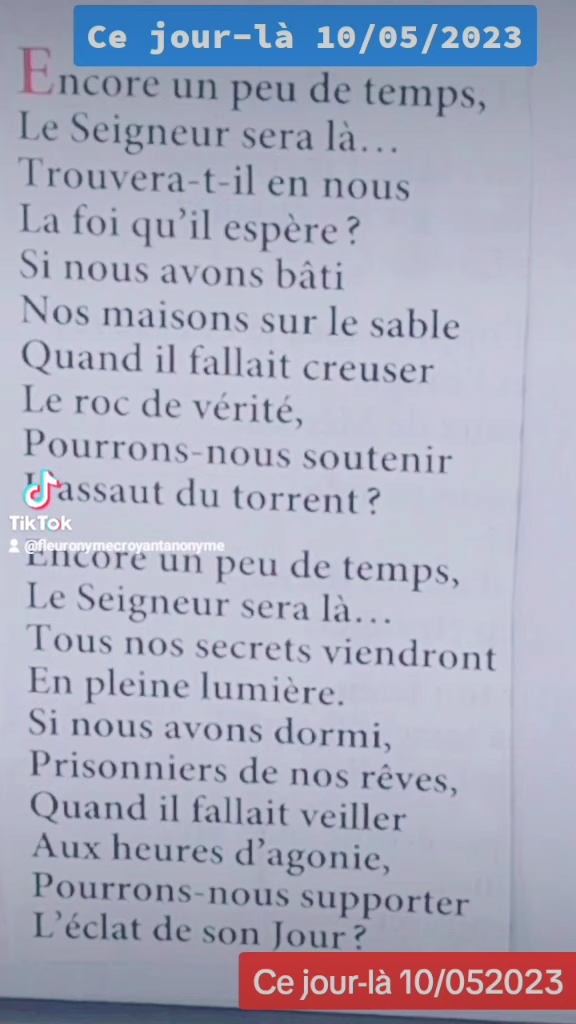 Ce jour-là 10/05/2023
Encore un peu de temps,
Le Seigneur sera là...
Trouvera-t-il en nous
La foi qu'il espère ?
Si nous avons bâti
Nos maisons sur le sable
Quand il fallait creuser
Le roc de vérité,
Pourrons-nous soutenir
L'assaut du torrent ?
TikTok
@fleuronymecroyantanonyme
Encore un peu de temps,
Le Seigneur sera là...
Tous nos secrets viendront
En pleine lumière.
Si nous avons dormi,
Prisonniers de nos rêves,
Quand il fallait veiller
Aux heures d'agonie,
Pourrons-nous supporter
L'éclat de son Jour ?
Ce jour-là 10/052023